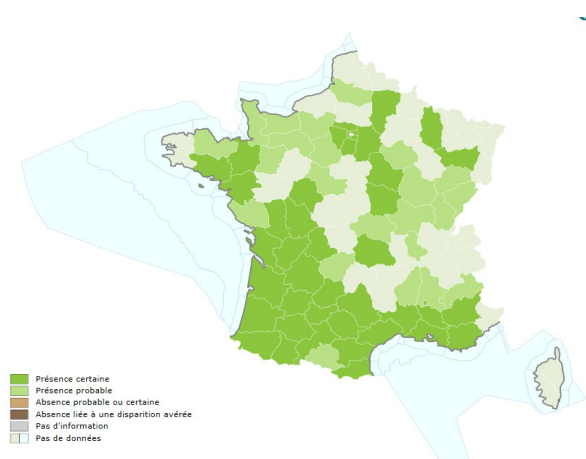 Présence certaine
Présence probable
Absence probable ou certaine
Absence liée à une disparition avérée
Pas d'information
Pas de données